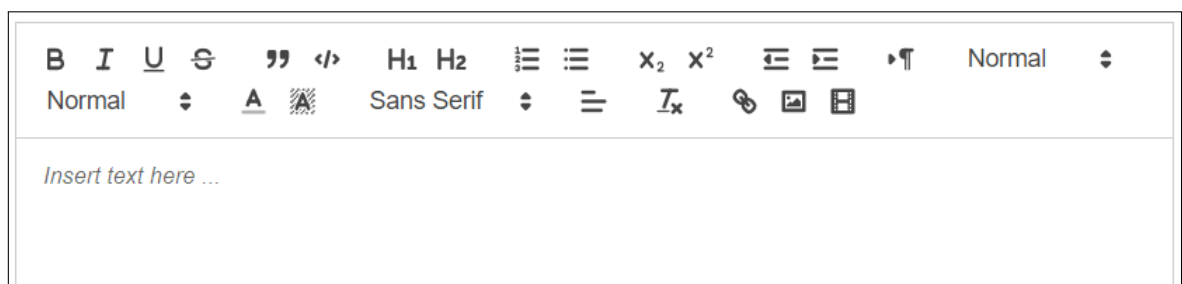 B I U S ” </> H1 H2 X₂ X² ¶ Normal
Normal A A Sans Serif Tx
Insert text here ...